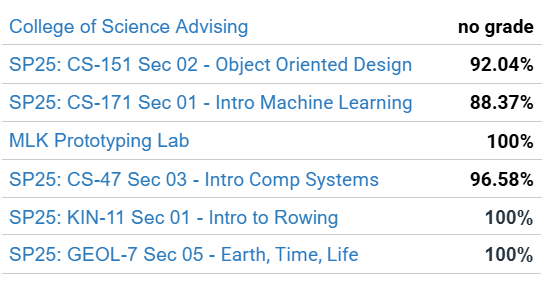 College of Science Advising no grade
SP25: CS-151 Sec 02 - Object Oriented Design 92.04%
SP25: CS-171 Sec 01 - Intro Machine Learning 88.37%
MLK Prototyping Lab 100%
SP25: CS-47 Sec 03 - Intro Comp Systems 96.58%
SP25: KIN-11 Sec 01 - Intro to Rowing 100%
SP25: GEOL-7 Sec 05 - Earth, Time, Life 100%